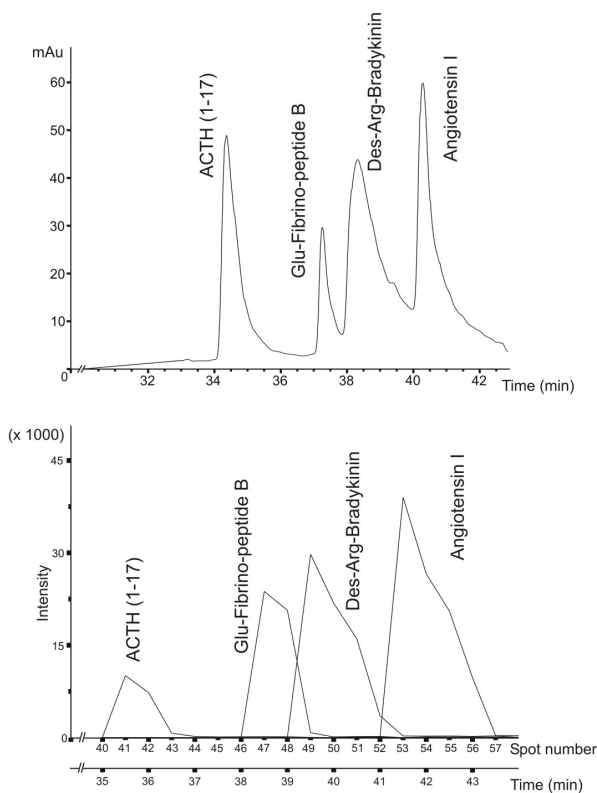 mAu
60
50
40
30
20
10
0
ACTH (1-17)
Glu-Fibrino-peptide B
Des-Arg-Bradykinin
Angiotensin I
32 34 36 38 40 42
Time (min)
(x 1000)
45
30
15
0
Intensity
ACTH (1-17)
Glu-Fibrino-peptide B
Des-Arg-Bradykinin
Angiotensin I
40 41 42 43 44 45 46 47 48 49 50 51 52 53 54 55 56 57 Spot number
35 36 37 38 39 40 41 42 43
Time (min)